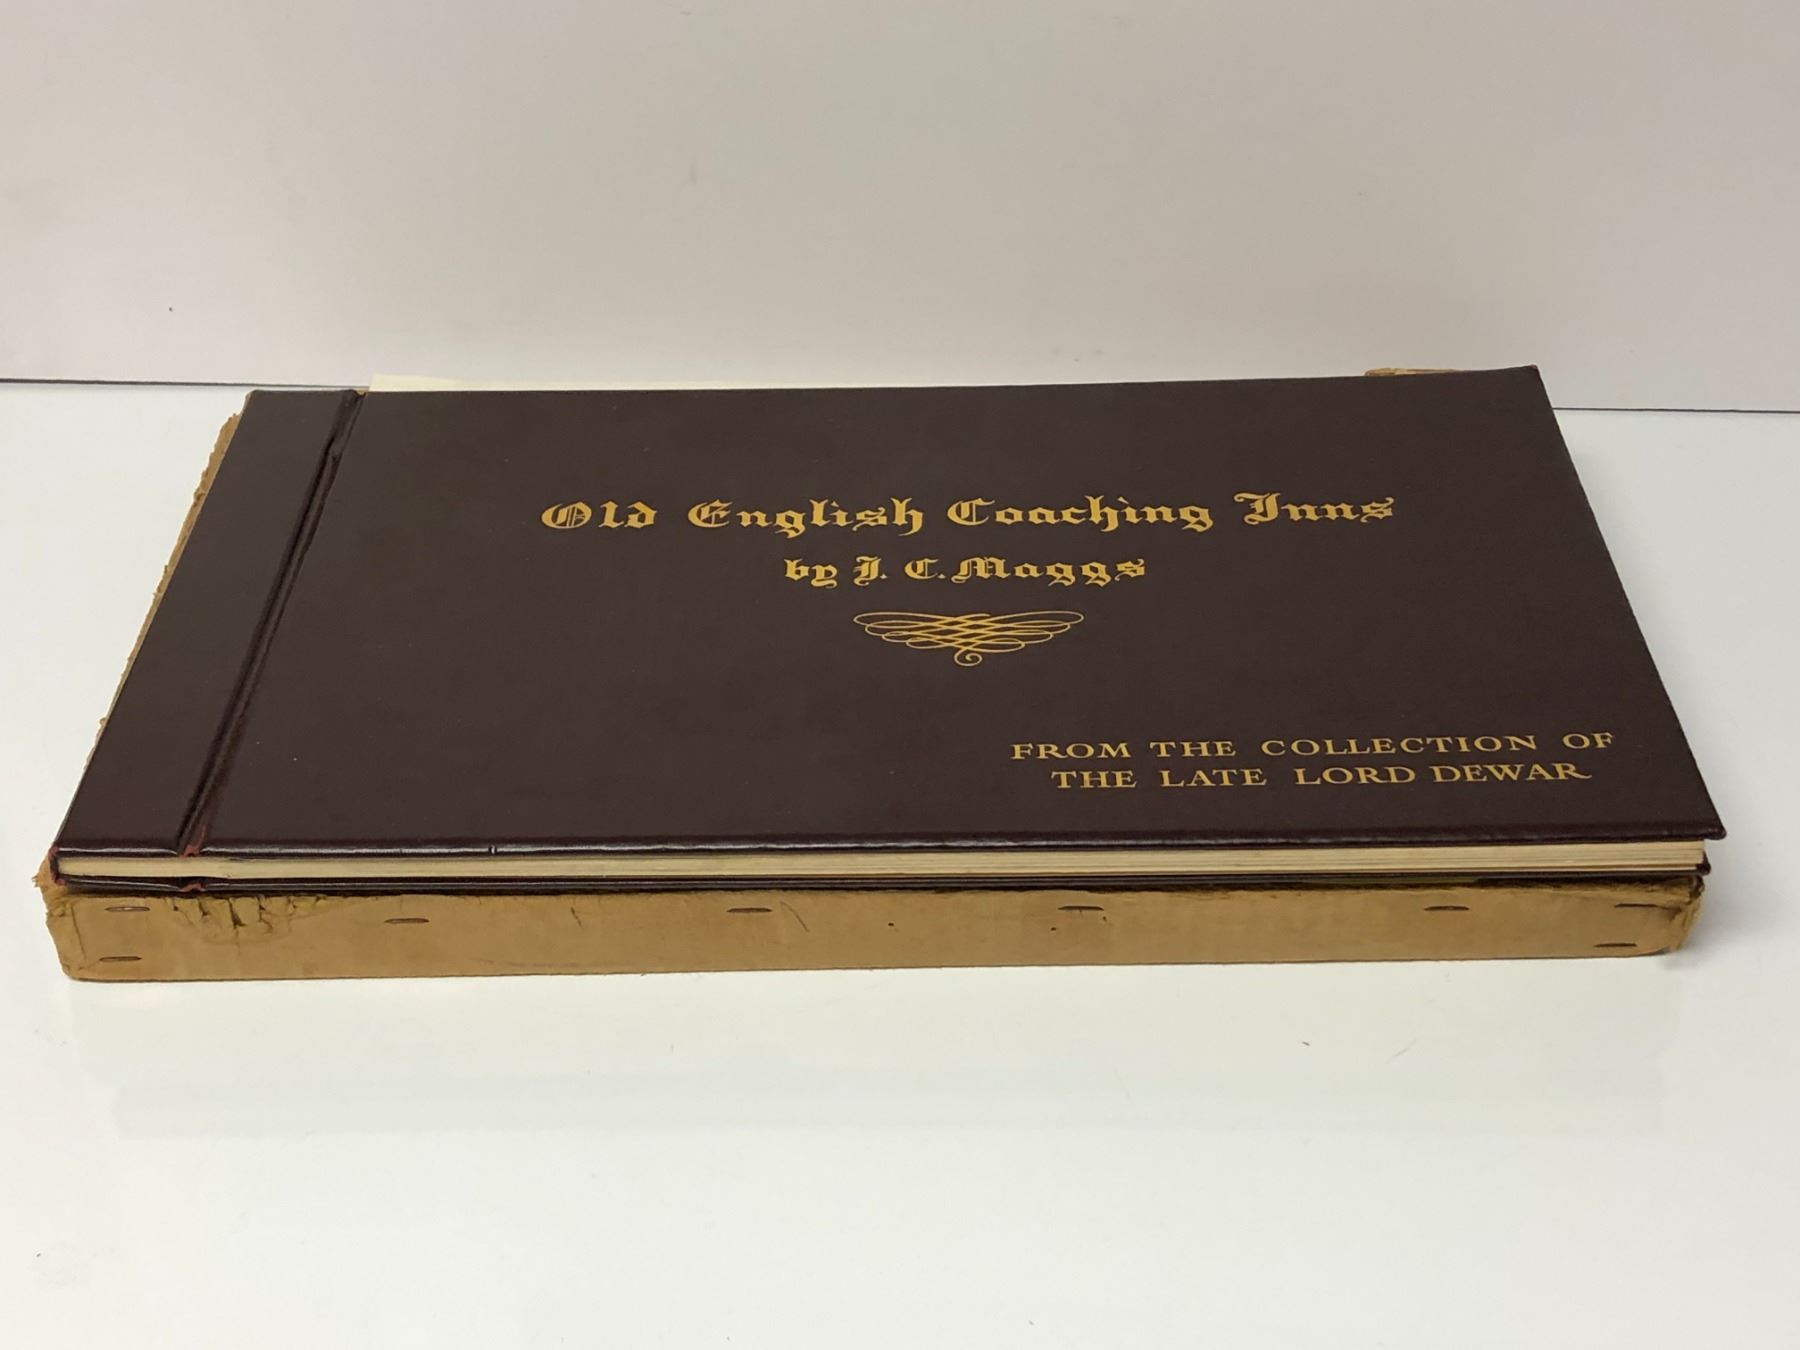 Old English Coaching Inns
by J. C. Maggs
FROM THE COLLECTION OF
THE LATE LORD DEWAR